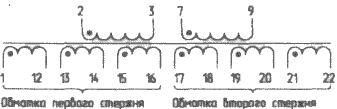 2 3 7 9
1 12 13 14 15 16 17 18 19 20 21 22
Обмотка первого стержня Обмотка второго стержня